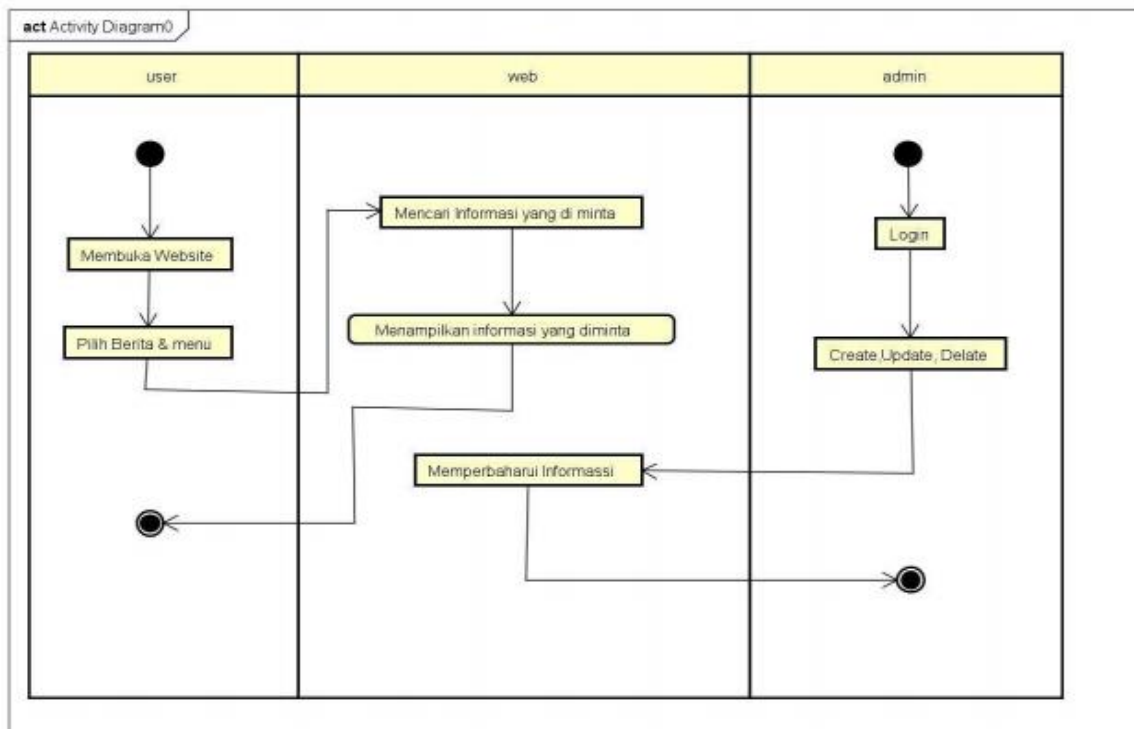 act Activity Diagram0
user
web
admin
Membuka Website
Pilih Berita & menu
Mencari Informasi yang di minta
Menampilkan informasi yang diminta
Memperbaharui Informassi
Login
Create,Update, Delate